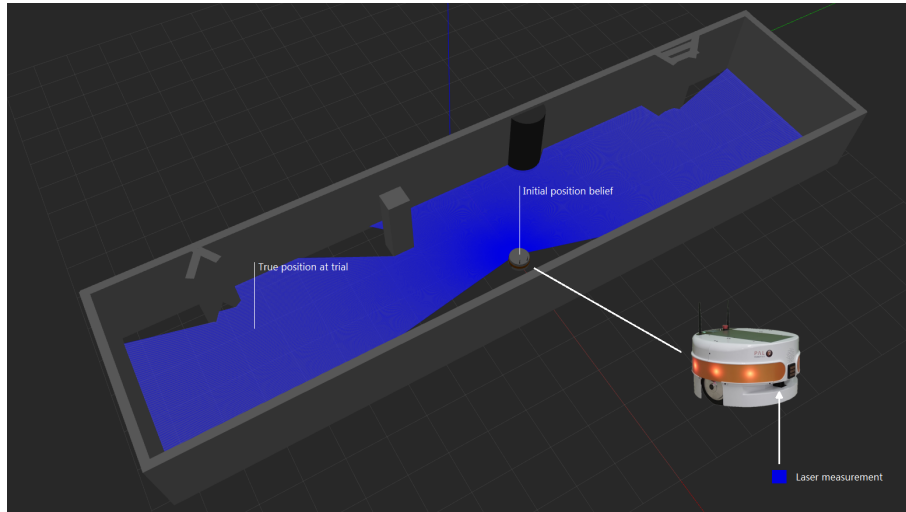 Initial position belief
True position at trial
Laser measurement